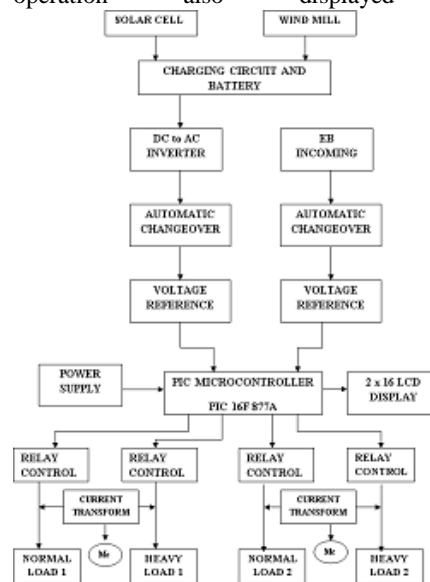 operation also displayed
SOLAR CELL
WIND MILL
CHARGING CIRCUIT AND
BATTERY
DC to AC
INVERTER
EB
INCOMING
AUTOMATIC
CHANGEOVER
AUTOMATIC
CHANGEOVER
VOLTAGE
REFERENCE
VOLTAGE
REFERENCE
POWER
SUPPLY
PIC MICROCONTROLLER
PIC 16F 877A
2 x 16 LCD
DISPLAY
RELAY
CONTROL
RELAY
CONTROL
RELAY
CONTROL
RELAY
CONTROL
CURRENT
TRANSFORM
CURRENT
TRANSFORM
Mc
Mc
NORMAL
LOAD 1
HEAVY
LOAD 1
NORMAL
LOAD 2
HEAVY
LOAD 2